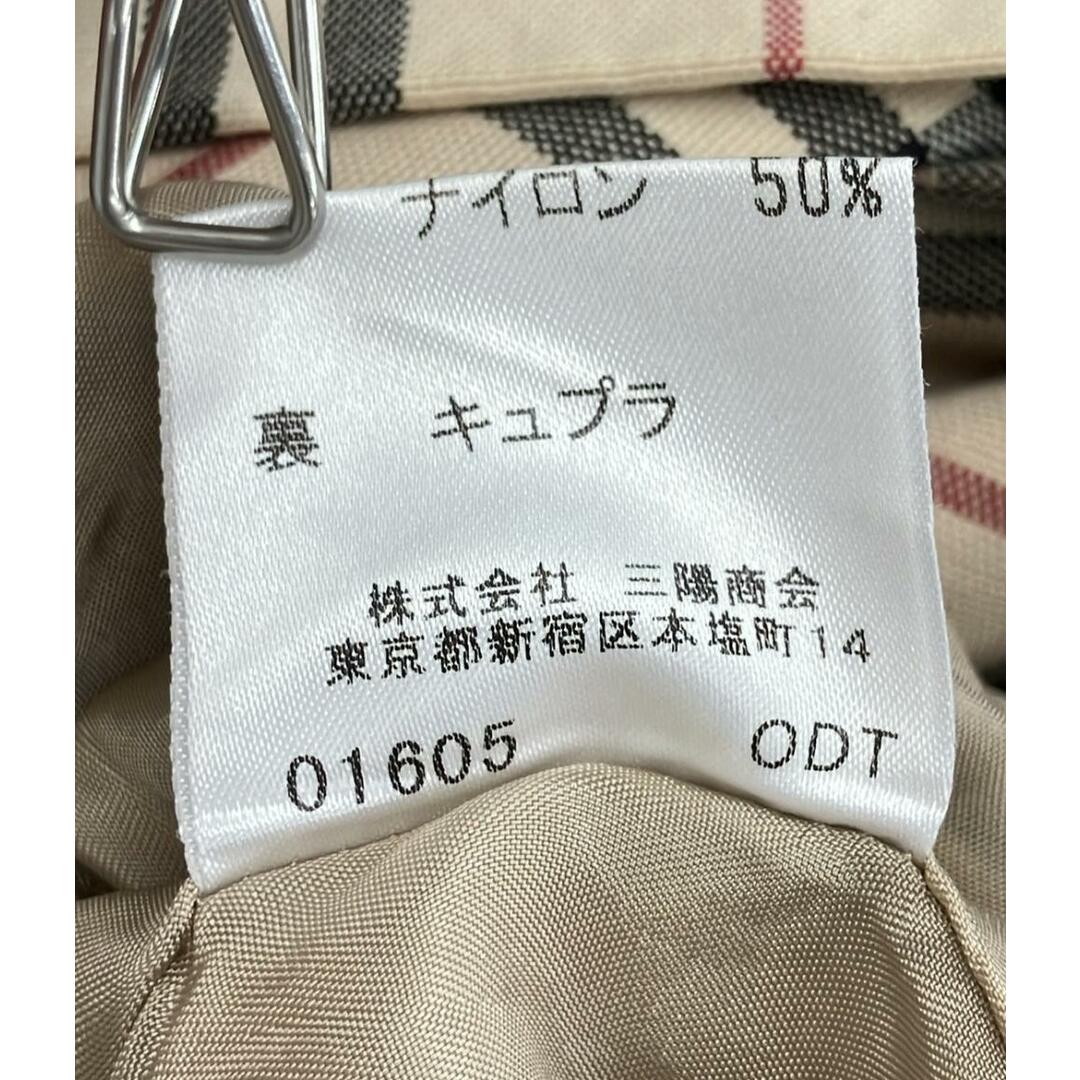 ナイロン 50%
裏 キュプラ
株式会社 三陽商会
東京都新宿区本塩町14
01605 ODT